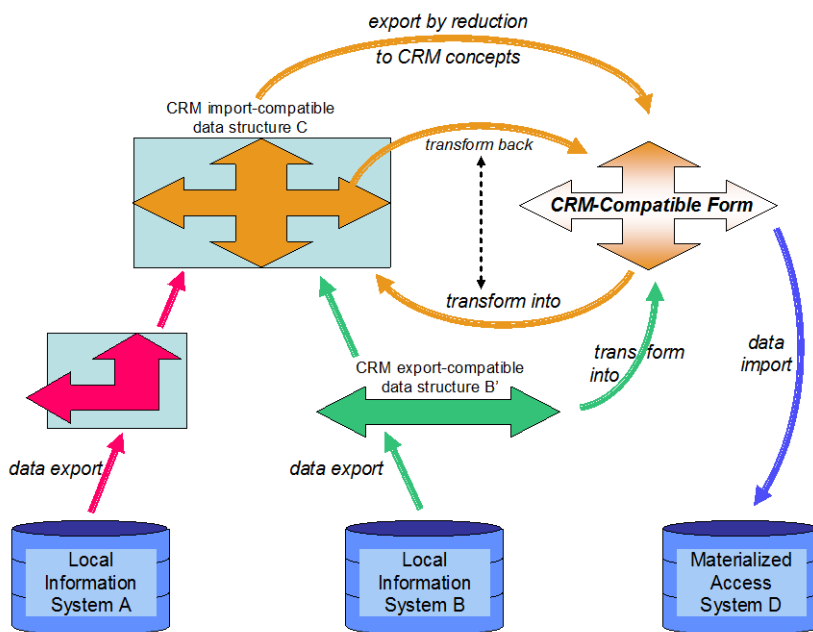 export by reduction
to CRM concepts
CRM import-compatible
data structure C
transform back
CRM-Compatible Form
transform into
CRM export-compatible
data structure B'
trans form
into
data
import
data export
data export
Local
Information
System A
Local
Information
System B
Materialized
Access
System D